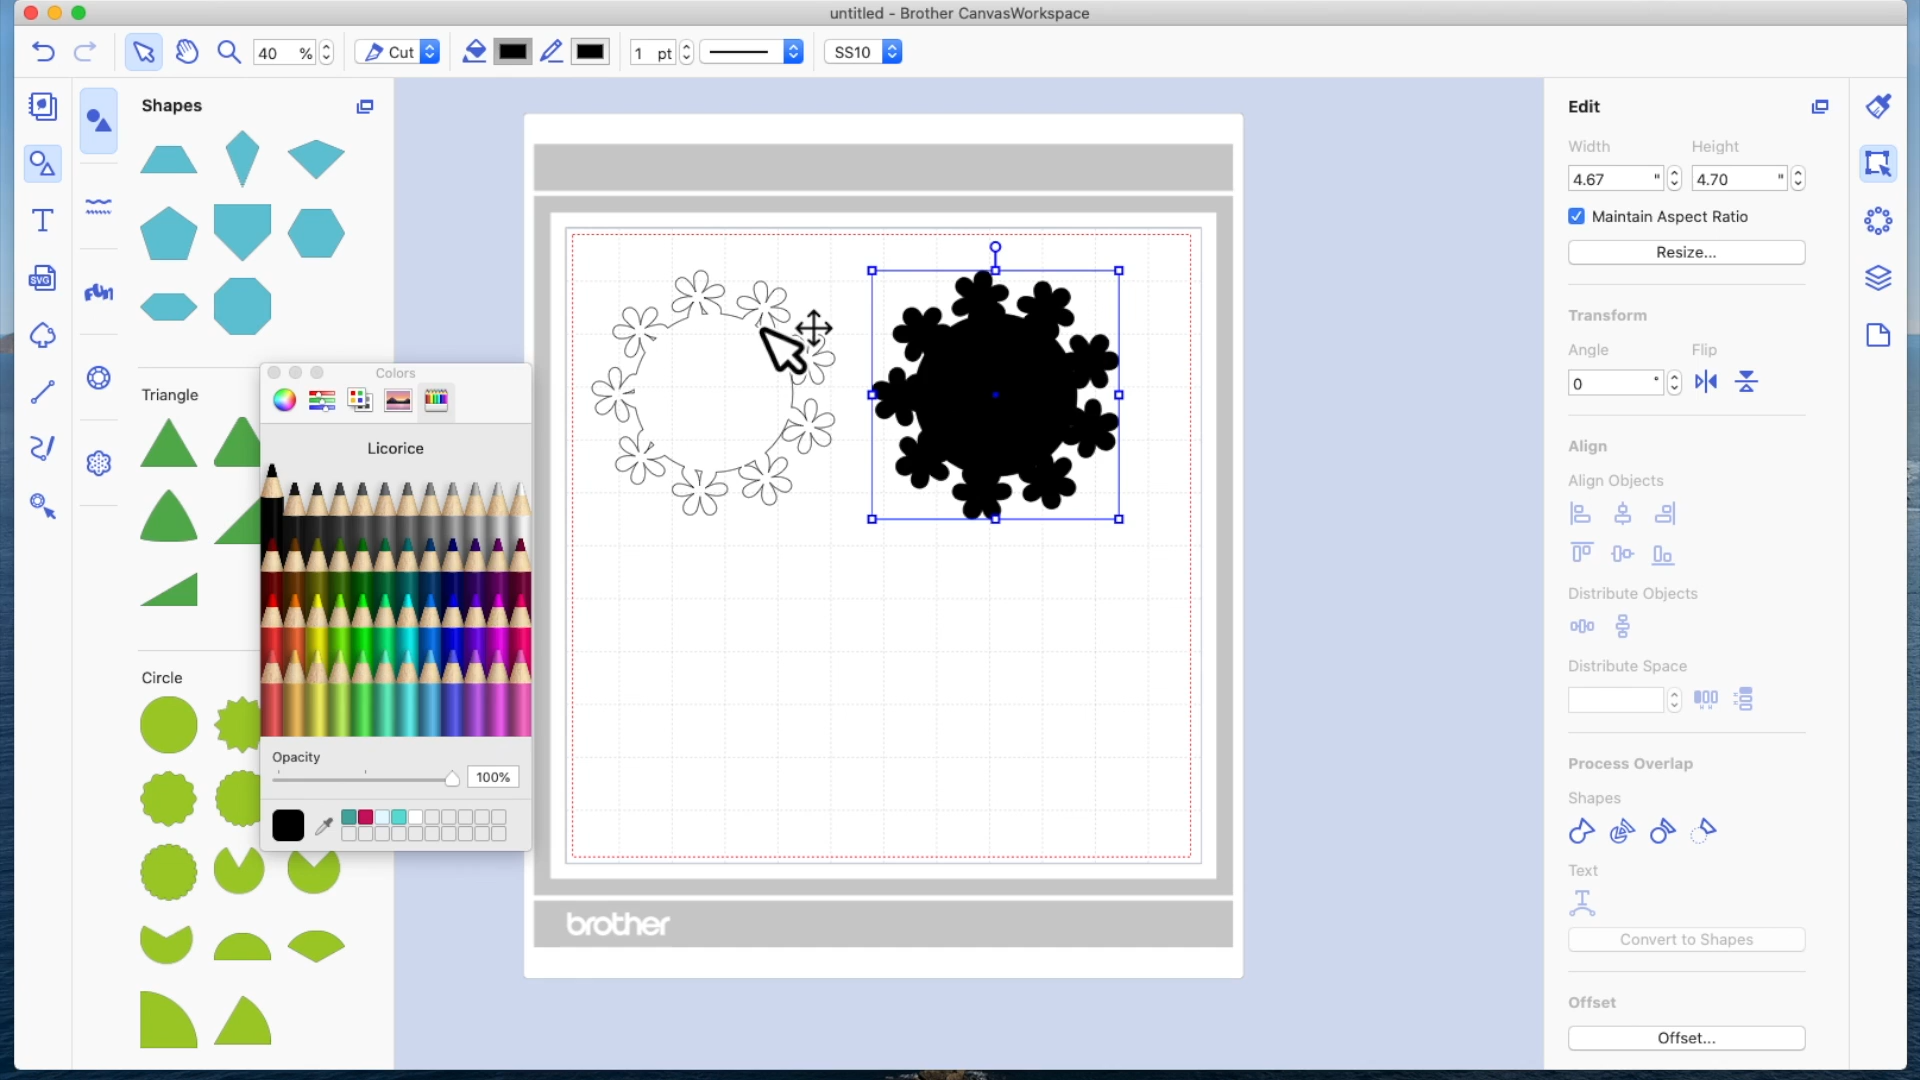 untitled - Brother CanvasWorkspace
40 %
Cut
1 pt
SS10
Shapes
Edit
Width
Height
4.67 "
4.70 "
Maintain Aspect Ratio
Resize...
Transform
Angle
Flip
0 °
Align
Align Objects
Distribute Objects
Distribute Space
Process Overlap
Shapes
Text
Convert to Shapes
Offset
Offset...
T
SVG
Fun
Triangle
Circle
Colors
Licorice
Opacity
100%
brother